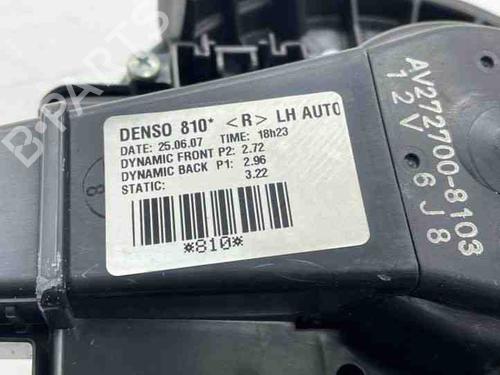 DENSO 810* <R> LH AUTO
DATE: 25.06.07 TIME: 18h23
DYNAMIC FRONT P2: 2.72
DYNAMIC BACK P1: 2.96
STATIC: 3.22
*810*
AV272700-8103
12V 6J8
8
B-PARTS